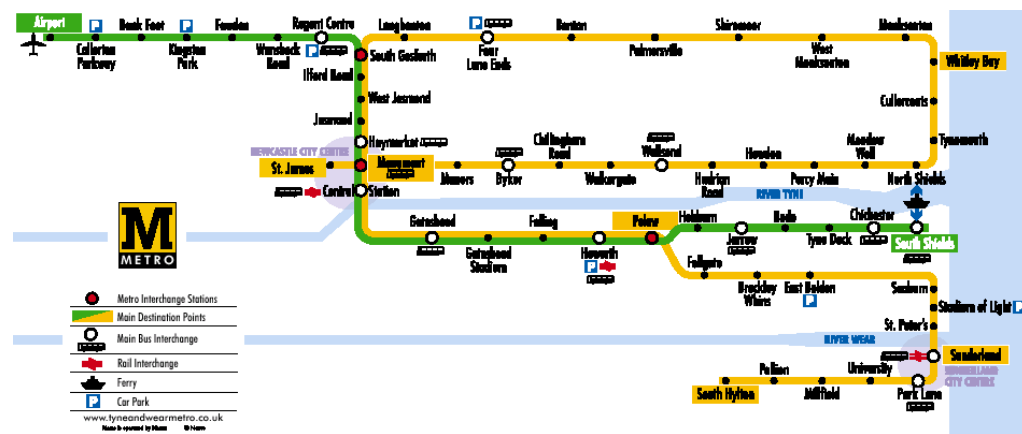 Airport
Callerton
Parkway
Bank Foot
Kingston
Park
Fawdon
Wansbeck
Road
Regent Centre
Longbenton
Four
Lane Ends
Benton
Palmersville
Shiremoor
West
Monkseaton
Monkseaton
South Gosforth
Ilford Road
West Jesmond
Jesmond
Haymarket
NEWCASTLE CITY CENTRE
St. James
Monument
Central
Station
Whitley Bay
Cullercoats
Tynemouth
Manors
Byker
Chillingham
Road
Walkergate
Wallsend
Hadrian
Road
Howdon
Percy Main
Meadow
Well
North Shields
RIVER TYNE
Gateshead
Gateshead
Stadium
Felling
Heworth
Pelaw
Hebburn
Jarrow
Bede
Tyne Dock
Chichester
South Shields
Fellgate
Brockley
Whins
East Boldon
Seaburn
Stadium of Light
St. Peter's
RIVER WEAR
Sunderland
SUNDERLAND
CITY CENTRE
Park Lane
University
Millfield
Pallion
South Hylton
M
METRO
Metro Interchange Stations
Main Destination Points
Main Bus Interchange
Rail Interchange
Ferry
P
Car Park
www.tyneandwearmetro.co.uk